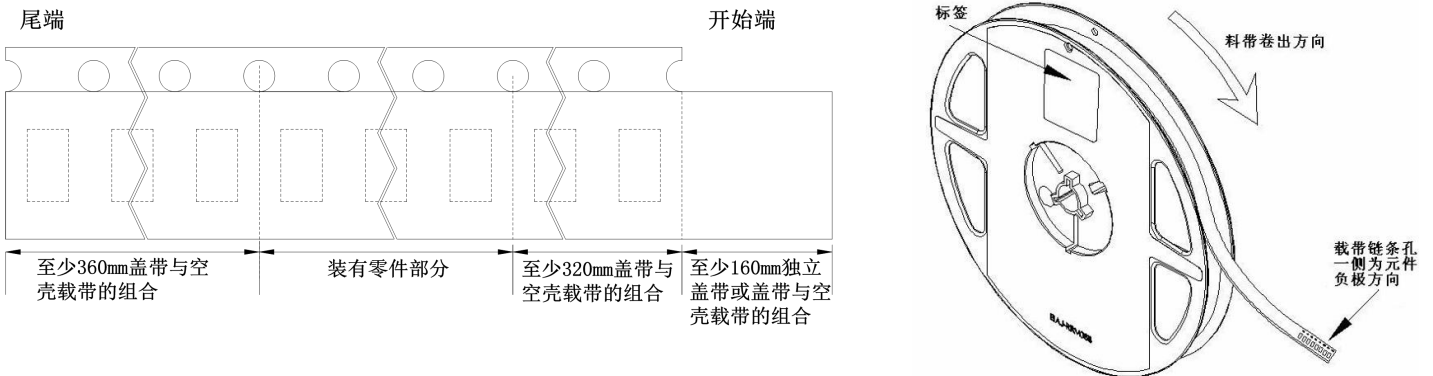 尾端
开始端
至少360mm盖带与空
壳载带的组合
装有零件部分
至少320mm盖带与
空壳载带的组合
至少160mm独立
盖带或盖带与空
壳载带的组合
标签
料带卷出方向
载带链条孔
一侧为元件
负极方向